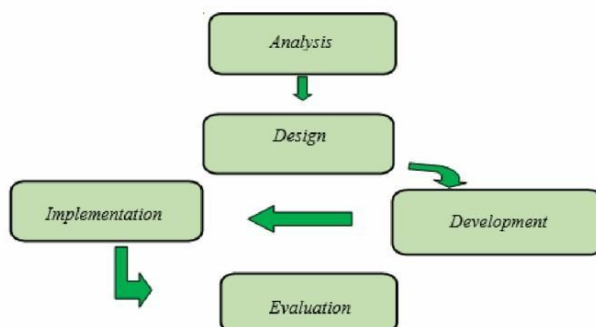 Analysis
Design
Development
Implementation
Evaluation